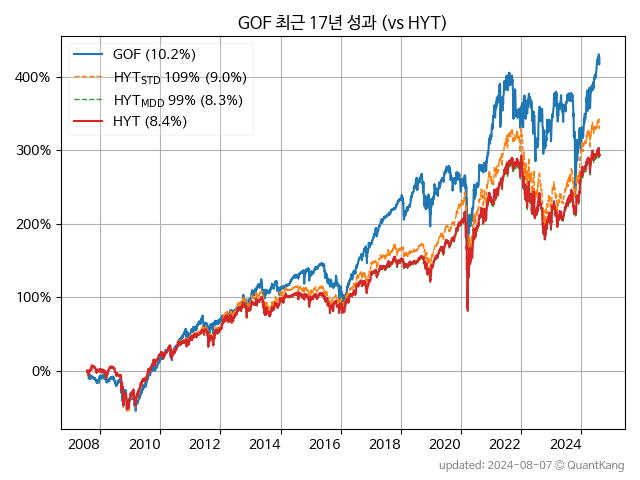 GOF 최근 17년 성과 (vs HYT)
GOF (10.2%)
HYT_STD 109% (9.0%)
HYT_MDD 99% (8.3%)
HYT (8.4%)
400%
300%
200%
100%
0%
2008 2010 2012 2014 2016 2018 2020 2022 2024
updated: 2024-08-07 © QuantKang